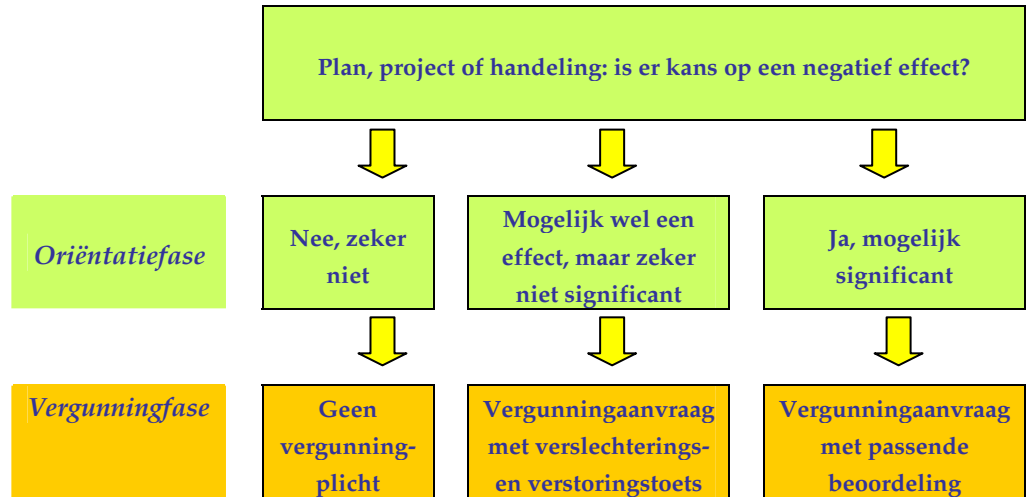 Plan, project of handeling: is er kans op een negatief effect?
Oriëntatiefase
Nee, zeker
niet
Mogelijk wel een
effect, maar zeker
niet significant
Ja, mogelijk
significant
Vergunningfase
Geen
vergunning-
plicht
Vergunningaanvraag
met verslechterings-
en verstoringstoets
Vergunningaanvraag
met passende
beoordeling